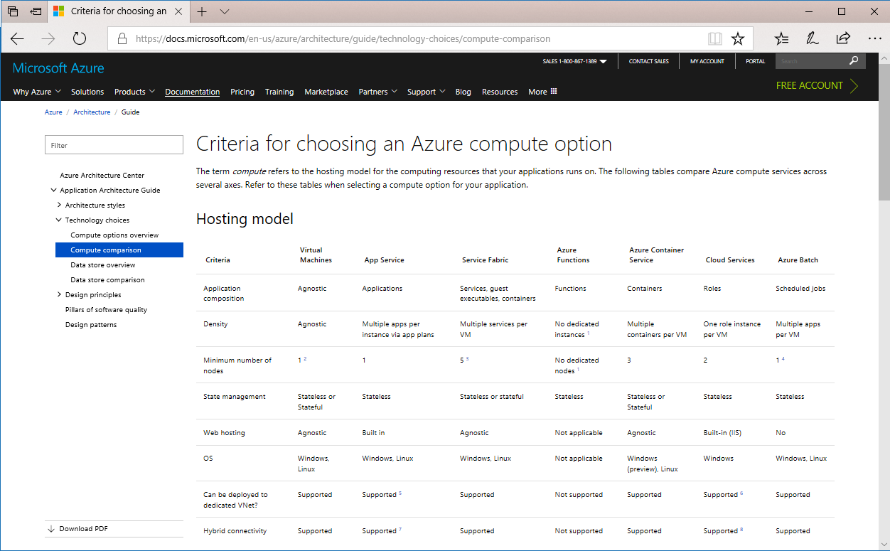 Criteria for choosing an
https://docs.microsoft.com/en-us/azure/architecture/guide/technology-choices/compute-comparison
SALES 1-800-867-1389 CONTACT SALES MY ACCOUNT PORTAL Search
Microsoft Azure
Why Azure Solutions Products Documentation Pricing Training Marketplace Partners Support Blog Resources More
FREE ACCOUNT
Azure / Architecture / Guide
Filter
Azure Architecture Center
Application Architecture Guide
Architecture styles
Technology choices
Compute options overview
Compute comparison
Data store overview
Data store comparison
Design principles
Pillars of software quality
Design patterns
Download PDF
Criteria for choosing an Azure compute option
The term compute refers to the hosting model for the computing resources that your applications runs on. The following tables compare Azure compute services across
several axes. Refer to these tables when selecting a compute option for your application.
Hosting model
Criteria Virtual Machines App Service Service Fabric Azure Functions Azure Container Service Cloud Services Azure Batch
Application composition Agnostic Applications Services, guest executables, containers Functions Containers Roles Scheduled jobs
Density Agnostic Multiple apps per instance via app plans Multiple services per VM No dedicated instances 1 Multiple containers per VM One role instance per VM Multiple apps per VM
Minimum number of nodes 1 2 1 5 3 No dedicated nodes 1 3 2 1 4
State management Stateless or Stateful Stateless Stateless or stateful Stateless Stateless or Stateful Stateless Stateless
Web hosting Agnostic Built in Agnostic Not applicable Agnostic Built-in (IIS) No
OS Windows, Linux Windows, Linux Windows, Linux Not applicable Windows (preview), Linux Windows Windows, Linux
Can be deployed to dedicated VNet? Supported Supported 5 Supported Not supported Supported Supported 6 Supported
Hybrid connectivity Supported Supported 7 Supported Not supported Supported Supported 8 Supported